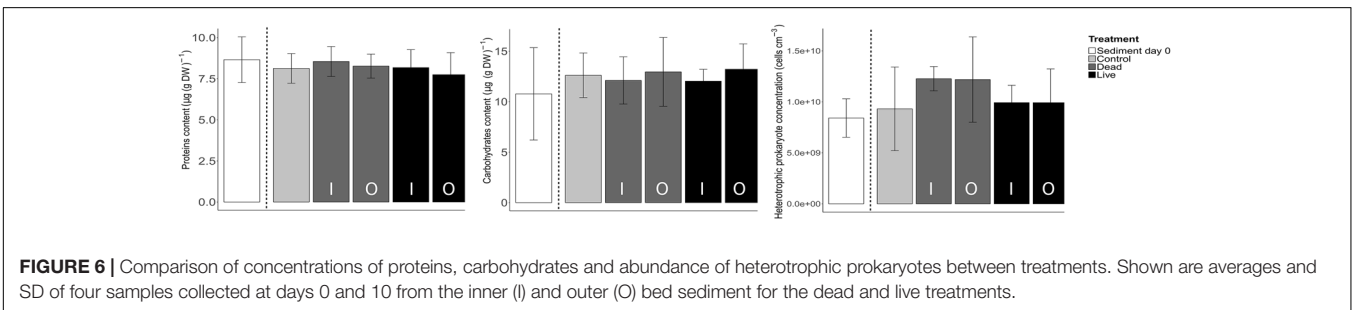 Proteins content (µg (g DW)⁻¹)
10.0
7.5
5.0
2.5
0.0
I O I O
Carbohydrates content (µg (g DW)⁻¹)
15
10
5
0
I O I O
Heterotrophic prokaryote concentration (cells cm⁻³)
1.5e+10
1.0e+10
5.0e+09
0.0e+00
I O I O
Treatment
Sediment day 0
Control
Dead
Live
FIGURE 6 | Comparison of concentrations of proteins, carbohydrates and abundance of heterotrophic prokaryotes between treatments. Shown are averages and
SD of four samples collected at days 0 and 10 from the inner (I) and outer (O) bed sediment for the dead and live treatments.